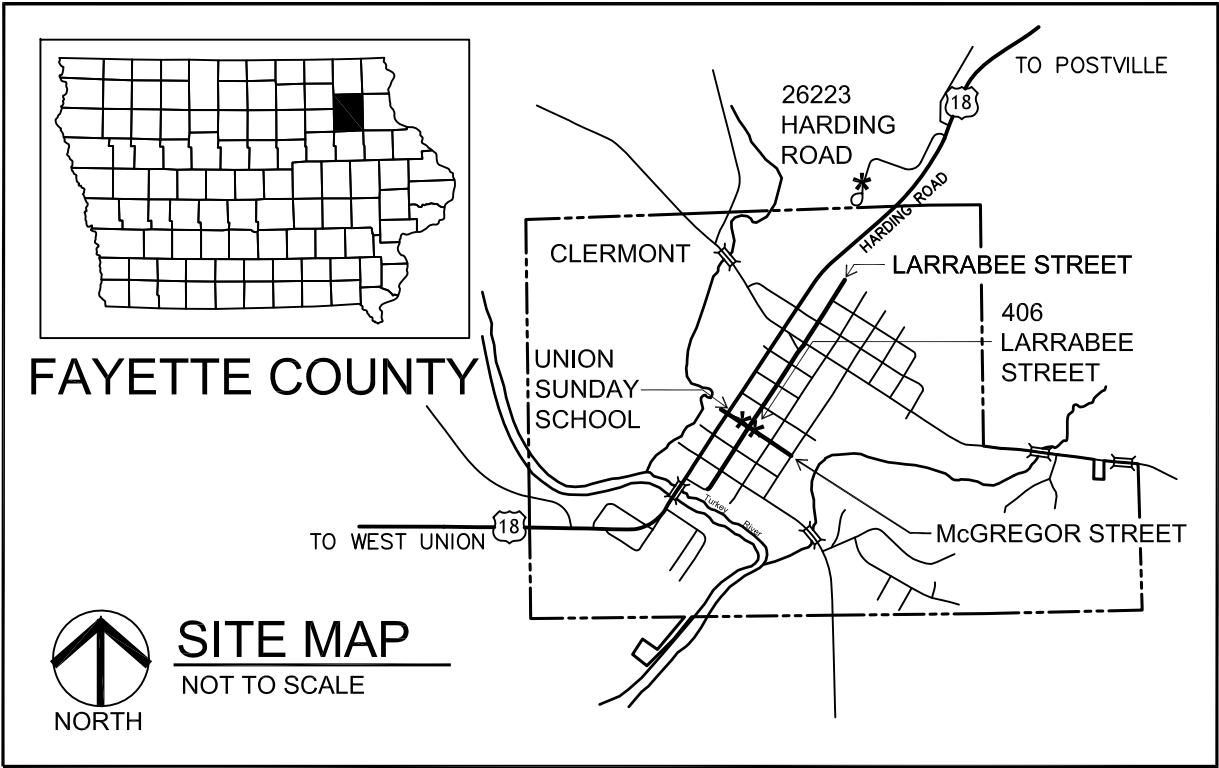 TO POSTVILLE
18
26223
HARDING
ROAD
HARDING ROAD
CLERMONT
LARRABEE STREET
406
LARRABEE
STREET
UNION
SUNDAY
SCHOOL
FAYETTE COUNTY
Turkey River
18
TO WEST UNION
McGREGOR STREET
SITE MAP
NOT TO SCALE
NORTH